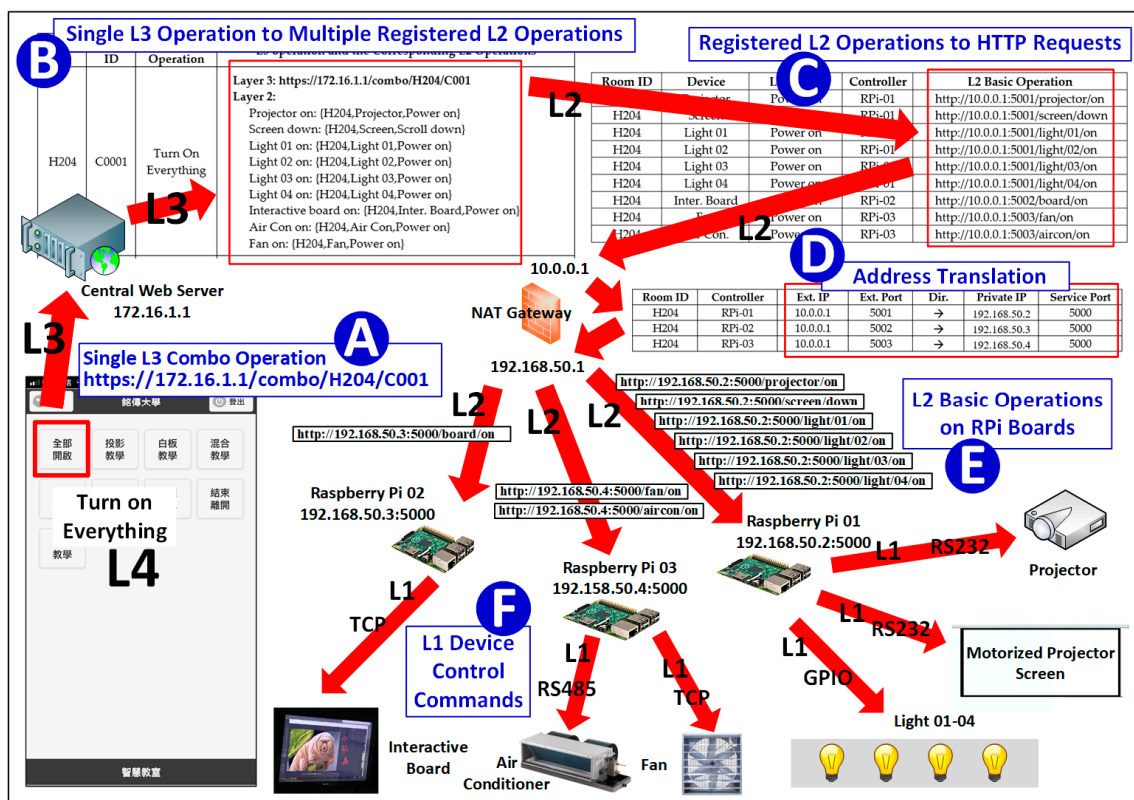 B
Single L3 Operation to Multiple Registered L2 Operations
ID
Operation
L3 operation and the Corresponding L2 Operations
H204
C0001
Turn On
Everything
Layer 3: https://172.16.1.1/combo/H204/C001
Layer 2:
Projector on: {H204,Projector,Power on}
Screen down: {H204,Screen,Scroll down}
Light 01 on: {H204,Light 01,Power on}
Light 02 on: {H204,Light 02,Power on}
Light 03 on: {H204,Light 03,Power on}
Light 04 on: {H204,Light 04,Power on}
Interactive board on: {H204,Inter. Board,Power on}
Air Con on: {H204,Air Con,Power on}
Fan on: {H204,Fan,Power on}
L3
L2
Registered L2 Operations to HTTP Requests
C
Room ID Device Controller L2 Basic Operation
RPi-01 http://10.0.0.1:5001/projector/on
H204 Screen RPi-01 http://10.0.0.1:5001/screen/down
H204 Light 01 Power on RPi-01 http://10.0.0.1:5001/light/01/on
H204 Light 02 Power on RPi-01 http://10.0.0.1:5001/light/02/on
H204 Light 03 Power on http://10.0.0.1:5001/light/03/on
H204 Light 04 Power on http://10.0.0.1:5001/light/04/on
H204 Inter. Board RPi-02 http://10.0.0.1:5002/board/on
H204 Power on RPi-03 http://10.0.0.1:5003/fan/on
H204 Con. RPi-03 http://10.0.0.1:5003/aircon/on
L2
Central Web Server
172.16.1.1
10.0.0.1
NAT Gateway
192.168.50.1
D
Address Translation
Room ID Controller Ext. IP Ext. Port Dir. Private IP Service Port
H204 RPi-01 10.0.0.1 5001 → 192.168.50.2 5000
H204 RPi-02 10.0.0.1 5002 → 192.168.50.3 5000
H204 RPi-03 10.0.0.1 5003 → 192.168.50.4 5000
L3
A
Single L3 Combo Operation
https://172.16.1.1/combo/H204/C001
銘傳大學
登出
全部
開啟
投影
教學
白板
教學
混合
教學
結束
離開
教學
Turn on
Everything
L4
智慧教室
L2
L2
L2
http://192.168.50.3:5000/board/on
http://192.168.50.2:5000/projector/on
http://192.168.50.2:5000/screen/down
http://192.168.50.2:5000/light/01/on
http://192.168.50.2:5000/light/02/on
http://192.168.50.2:5000/light/03/on
http://192.168.50.2:5000/light/04/on
http://192.168.50.4:5000/fan/on
http://192.168.50.4:5000/aircon/on
L2 Basic Operations
on RPi Boards
E
Raspberry Pi 02
192.168.50.3:5000
Raspberry Pi 03
192.158.50.4:5000
Raspberry Pi 01
192.168.50.2:5000
L1
RS232
Projector
L1
RS232
Motorized Projector
Screen
L1
GPIO
Light 01-04
L1
TCP
F
L1 Device
Control
Commands
L1
RS485
L1
TCP
Interactive
Board
Air
Conditioner
Fan